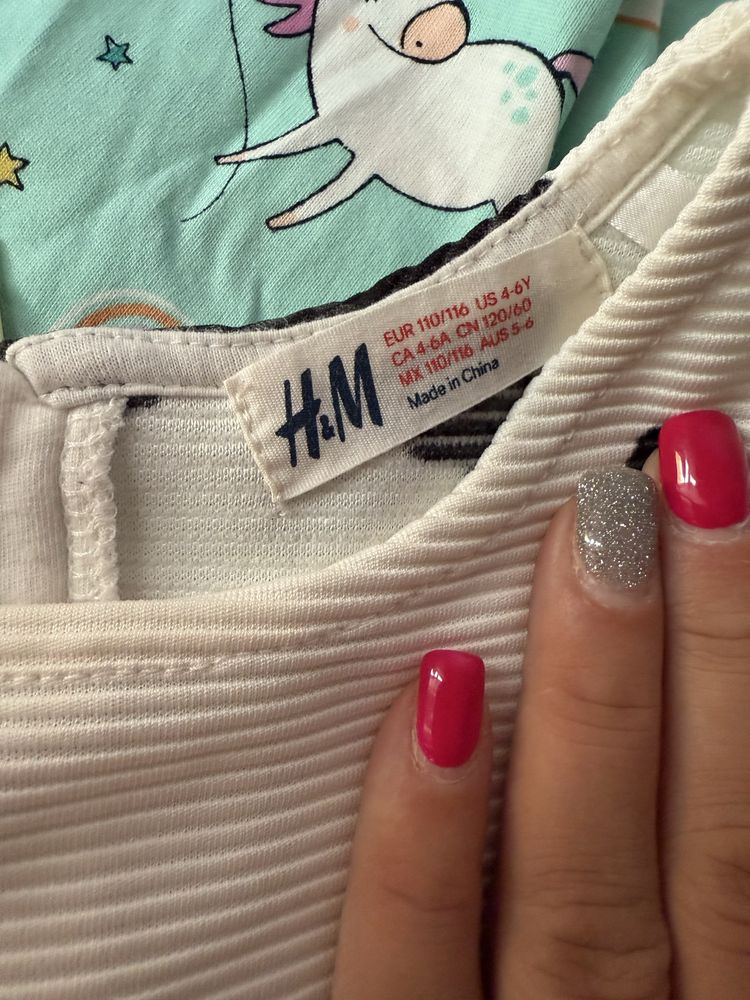 H&M
EUR 110/116 US 4-6Y
CA 4-6A CN 120/60
MX 110/116 AUS 5-6
Made in China